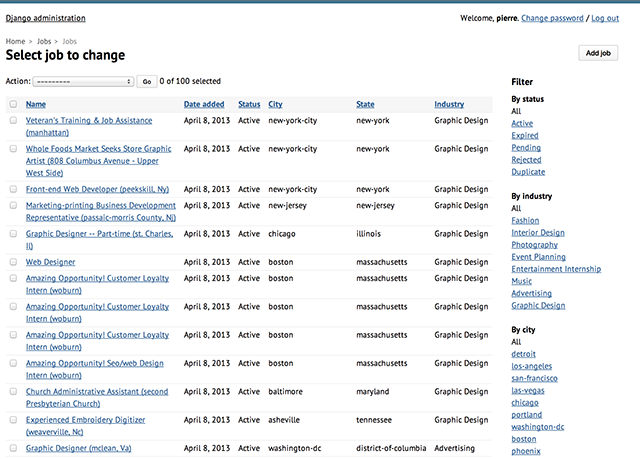 Django administration
Welcome, pierre. Change password / Log out
Home > Jobs > Jobs
Select job to change
Add job
Action: --------- Go 0 of 100 selected
Name Date added Status City State Industry
Veteran's Training & Job Assistance
(manhattan) April 8, 2013 Active new-york-city new-york Graphic Design
Whole Foods Market Seeks Store Graphic
Artist (808 Columbus Avenue - Upper
West Side) April 8, 2013 Active new-york-city new-york Graphic Design
Front-end Web Developer (peekskill, Ny) April 8, 2013 Active new-york-city new-york Graphic Design
Marketing-printing Business Development
Representative (passaic-morris County, Nj) April 8, 2013 Active new-jersey new-jersey Graphic Design
Graphic Designer -- Part-time (st. Charles,
Il) April 8, 2013 Active chicago illinois Graphic Design
Web Designer April 8, 2013 Active boston massachusetts Graphic Design
Amazing Opportunity! Customer Loyalty
Intern (woburn) April 8, 2013 Active boston massachusetts Graphic Design
Amazing Opportunity! Customer Loyalty
Intern (woburn) April 8, 2013 Active boston massachusetts Graphic Design
Amazing Opportunity! Customer Loyalty
Intern (woburn) April 8, 2013 Active boston massachusetts Graphic Design
Amazing Opportunity! Seo/web Design
Intern (woburn) April 8, 2013 Active boston massachusetts Graphic Design
Church Administrative Assistant (second
Presbyterian Church) April 8, 2013 Active baltimore maryland Graphic Design
Experienced Embroidery Digitizer
(weaverville, Nc) April 8, 2013 Active asheville tennessee Graphic Design
Graphic Designer (mclean, Va) April 8, 2013 Active washington-dc district-of-columbia Advertising
Filter
By status
All
Active
Expired
Pending
Rejected
Duplicate
By industry
All
Fashion
Interior Design
Photography
Event Planning
Entertainment Internship
Music
Advertising
Graphic Design
By city
All
detroit
los-angeles
san-francisco
las-vegas
chicago
portland
washington-dc
boston
phoenix